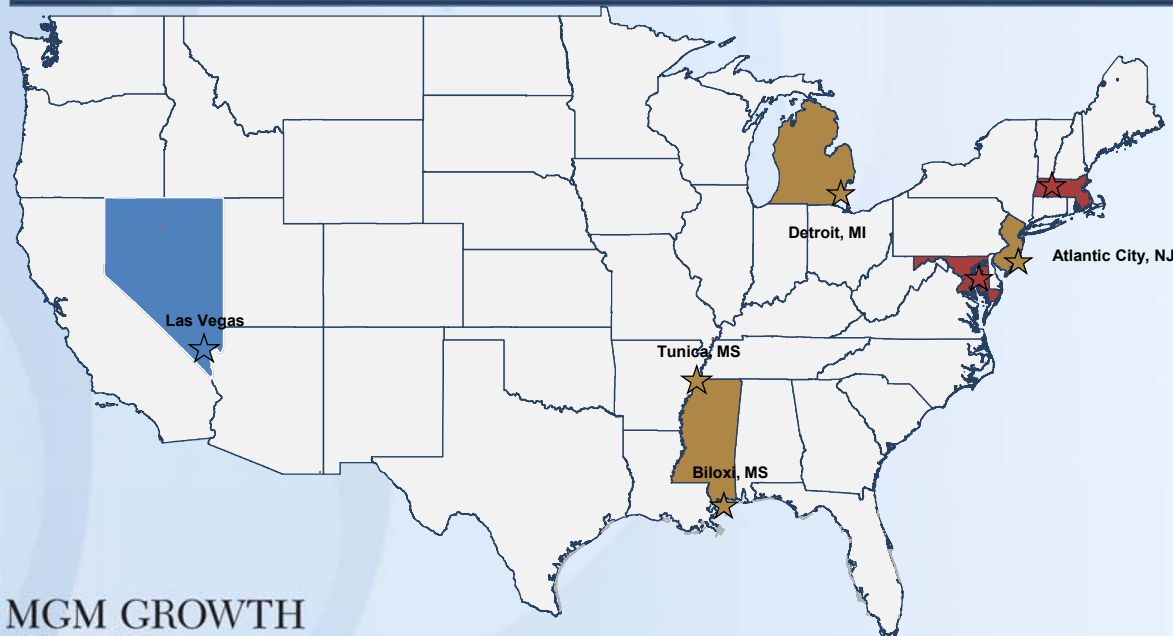 Detroit, MI
Atlantic City, NJ
Las Vegas
Tunica, MS
Biloxi, MS
MGM GROWTH